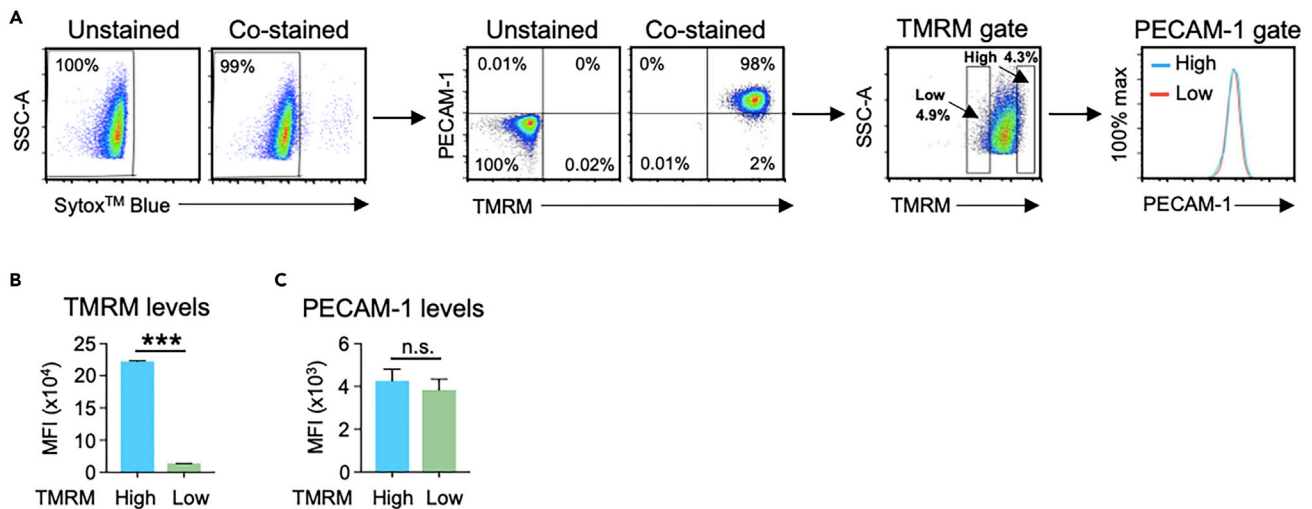 A
Unstained
Co-stained
Unstained
Co-stained
TMRM gate
PECAM-1 gate
100%
99%
SSC-A
Sytox™ Blue
0.01%
0%
0%
98%
PECAM-1
100%
0.02%
0.01%
2%
TMRM
High 4.3%
Low
4.9%
SSC-A
TMRM
High
Low
100% max
PECAM-1
B
TMRM levels
***
25
20
15
10
5
0
MFI (x10⁴)
TMRM High Low
C
PECAM-1 levels
n.s.
6
4
2
0
MFI (x10³)
TMRM High Low